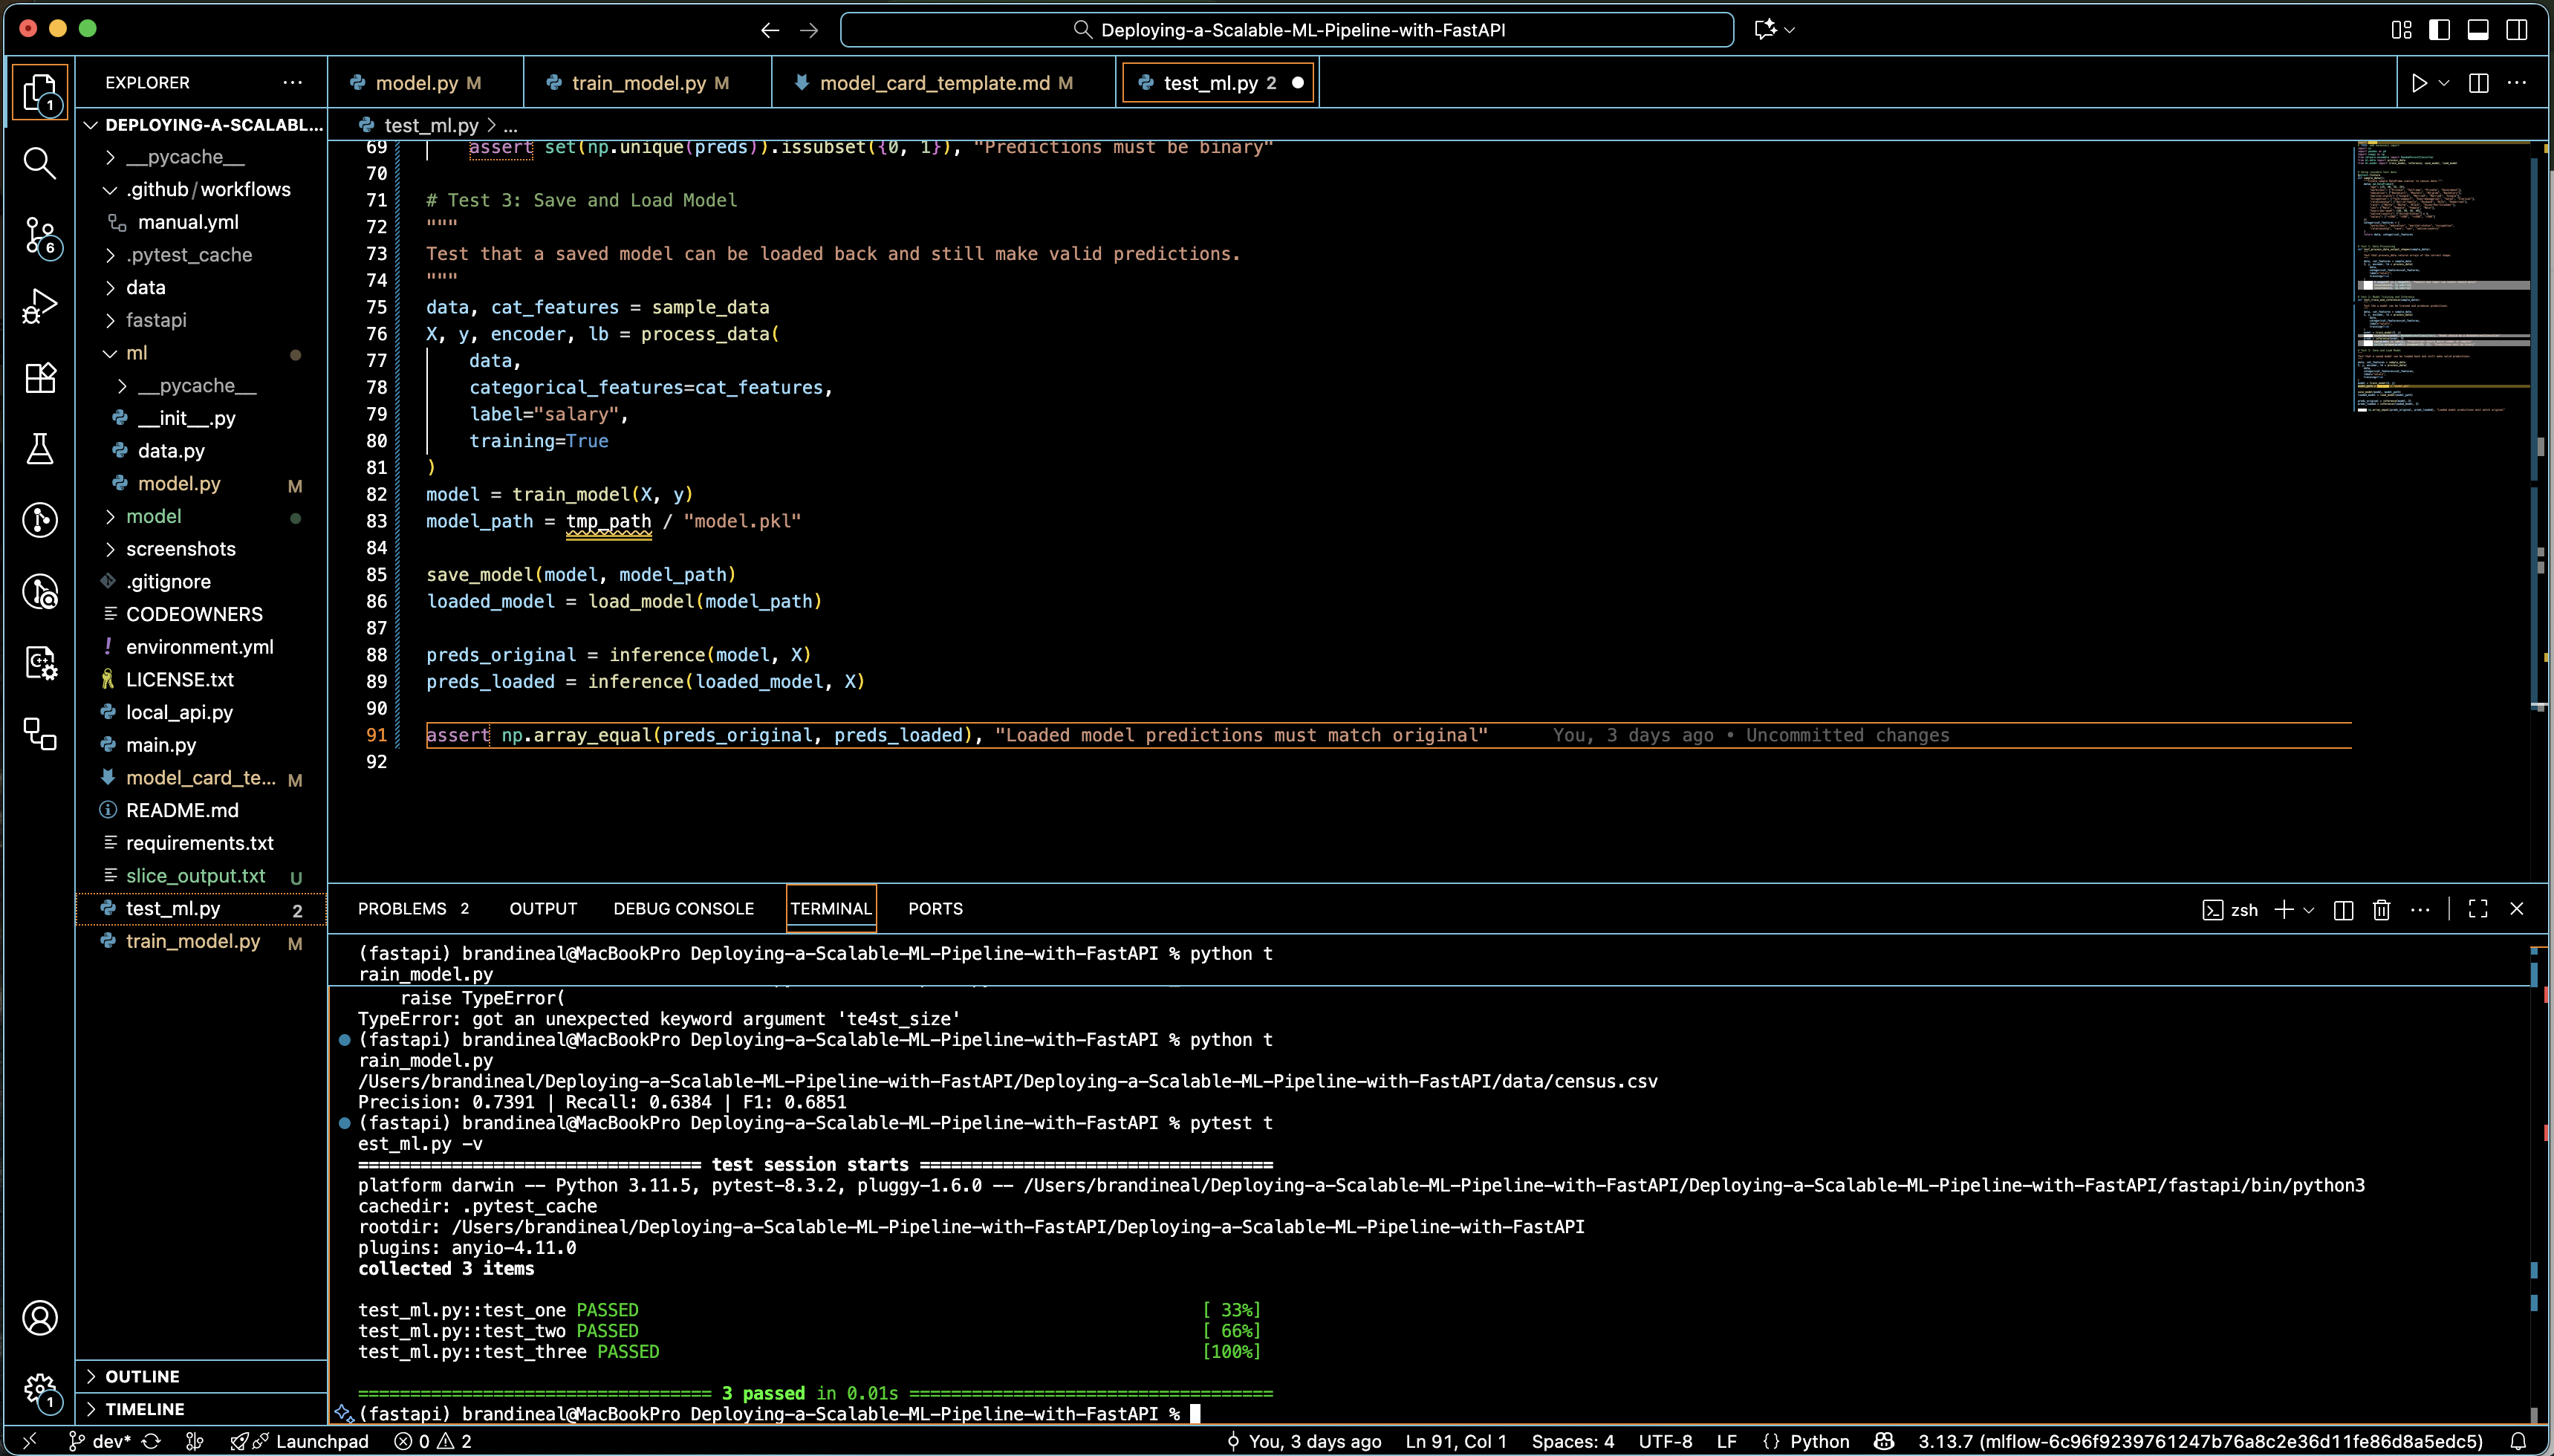 Deploying-a-Scalable-ML-Pipeline-with-FastAPI
EXPLORER
model.py M
train_model.py M
model_card_template.md M
test_ml.py 2
test_ml.py > ...
DEPLOYING-A-SCALABL...
__pycache__
.github/workflows
manual.yml
.pytest_cache
data
fastapi
ml
__pycache__
__init__.py
data.py
model.py M
model
screenshots
.gitignore
CODEOWNERS
environment.yml
LICENSE.txt
local_api.py
main.py
model_card_te... M
README.md
requirements.txt
slice_output.txt U
test_ml.py 2
train_model.py M
OUTLINE
TIMELINE
1
6
1
69 assert set(np.unique(preds)).issubset({0, 1}), "Predictions must be binary"
70
71 # Test 3: Save and Load Model
72 """
73 Test that a saved model can be loaded back and still make valid predictions.
74 """
75 data, cat_features = sample_data
76 X, y, encoder, lb = process_data(
77 data,
78 categorical_features=cat_features,
79 label="salary",
80 training=True
81 )
82 model = train_model(X, y)
83 model_path = tmp_path / "model.pkl"
84
85 save_model(model, model_path)
86 loaded_model = load_model(model_path)
87
88 preds_original = inference(model, X)
89 preds_loaded = inference(loaded_model, X)
90
91 assert np.array_equal(preds_original, preds_loaded), "Loaded model predictions must match original" You, 3 days ago • Uncommitted changes
92
PROBLEMS 2 OUTPUT DEBUG CONSOLE TERMINAL PORTS
zsh
(fastapi) brandineal@MacBookPro Deploying-a-Scalable-ML-Pipeline-with-FastAPI % python t
rain_model.py
raise TypeError(
TypeError: got an unexpected keyword argument 'te4st_size'
(fastapi) brandineal@MacBookPro Deploying-a-Scalable-ML-Pipeline-with-FastAPI % python t
rain_model.py
/Users/brandineal/Deploying-a-Scalable-ML-Pipeline-with-FastAPI/Deploying-a-Scalable-ML-Pipeline-with-FastAPI/data/census.csv
Precision: 0.7391 | Recall: 0.6384 | F1: 0.6851
(fastapi) brandineal@MacBookPro Deploying-a-Scalable-ML-Pipeline-with-FastAPI % pytest t
est_ml.py -v
================================= test session starts ==================================
platform darwin -- Python 3.11.5, pytest-8.3.2, pluggy-1.6.0 -- /Users/brandineal/Deploying-a-Scalable-ML-Pipeline-with-FastAPI/Deploying-a-Scalable-ML-Pipeline-with-FastAPI/fastapi/bin/python3
cachedir: .pytest_cache
rootdir: /Users/brandineal/Deploying-a-Scalable-ML-Pipeline-with-FastAPI/Deploying-a-Scalable-ML-Pipeline-with-FastAPI
plugins: anyio-4.11.0
collected 3 items
test_ml.py::test_one PASSED [ 33%]
test_ml.py::test_two PASSED [ 66%]
test_ml.py::test_three PASSED [100%]
================================== 3 passed in 0.01s ===================================
(fastapi) brandineal@MacBookPro Deploying-a-Scalable-ML-Pipeline-with-FastAPI %
dev* Launchpad 0 2 You, 3 days ago Ln 91, Col 1 Spaces: 4 UTF-8 LF {} Python 3.13.7 (mlflow-6c96f9239761247b76a8c2e36d11fe86d8a5edc5)